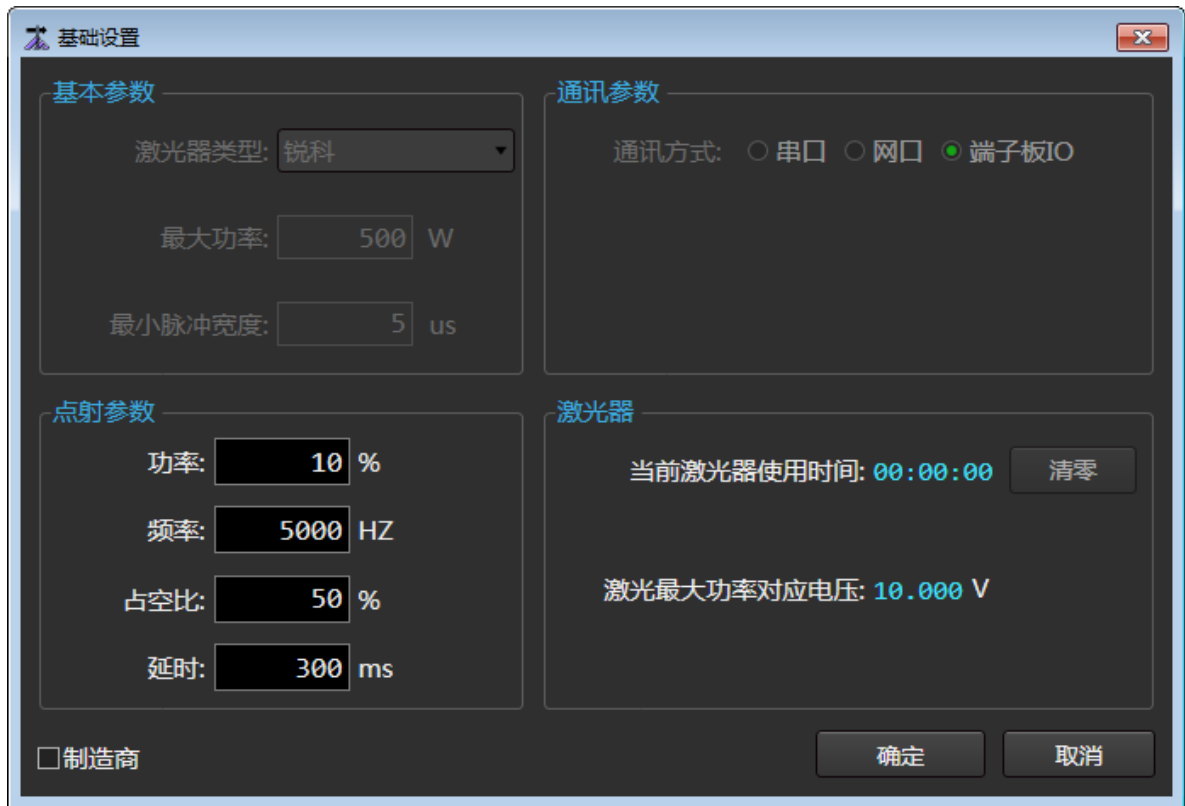 基础设置
基本参数
激光器类型: 锐科
最大功率: 500 W
最小脉冲宽度: 5 us
通讯参数
通讯方式: 串口 网口 端子板IO
点射参数
功率: 10 %
频率: 5000 HZ
占空比: 50 %
延时: 300 ms
激光器
当前激光器使用时间: 00:00:00 清零
激光最大功率对应电压: 10.000 V
制造商
确定 取消